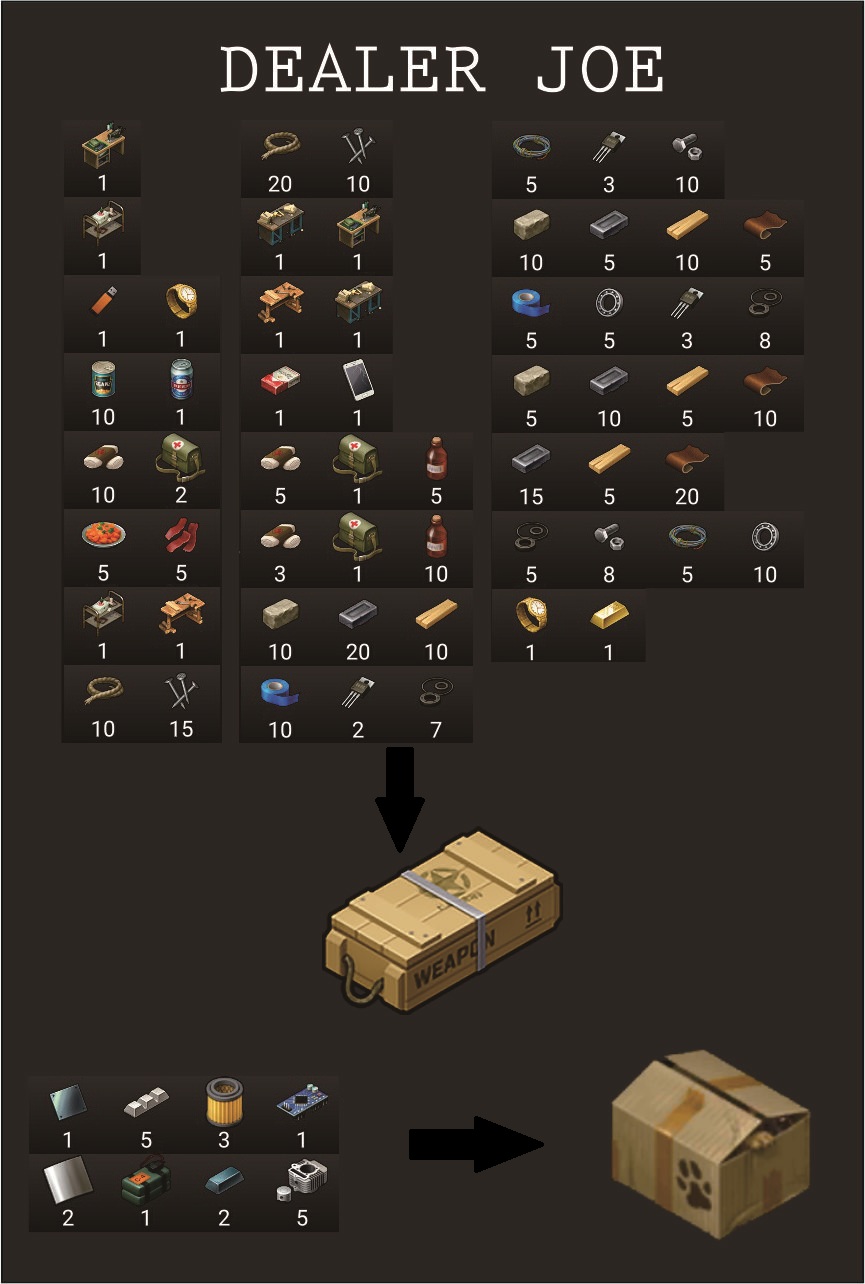 DEALER JOE
1 20 10 5 3 10
1 1 1 10 5 10 5
1 1 1 1 5 5 3 8
10 1 1 1 5 10 5 10
10 2 5 1 5 15 5 20
5 5 3 1 10 5 8 5 10
1 1 10 20 10 1 1
10 15 10 2 7
WEAPON
1 5 3 1
2 1 2 5